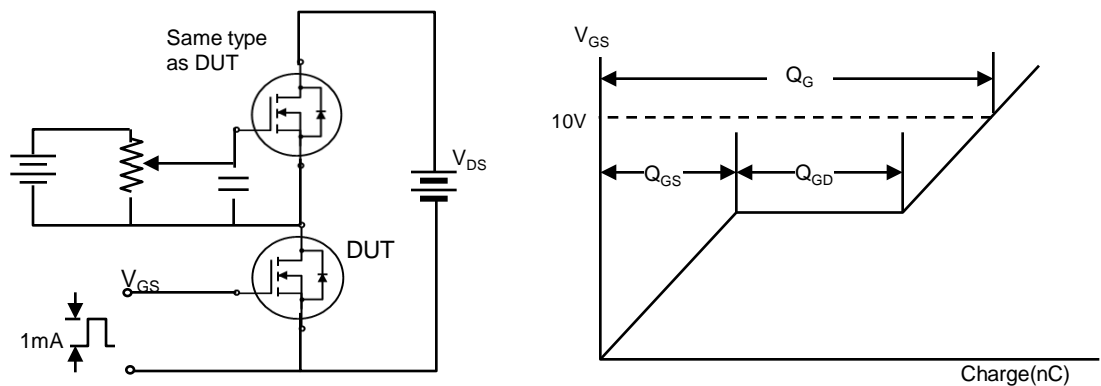 Same type
as DUT
V_DS
DUT
V_GS
1mA
V_GS
Q_G
10V
Q_GS
Q_GD
Charge(nC)